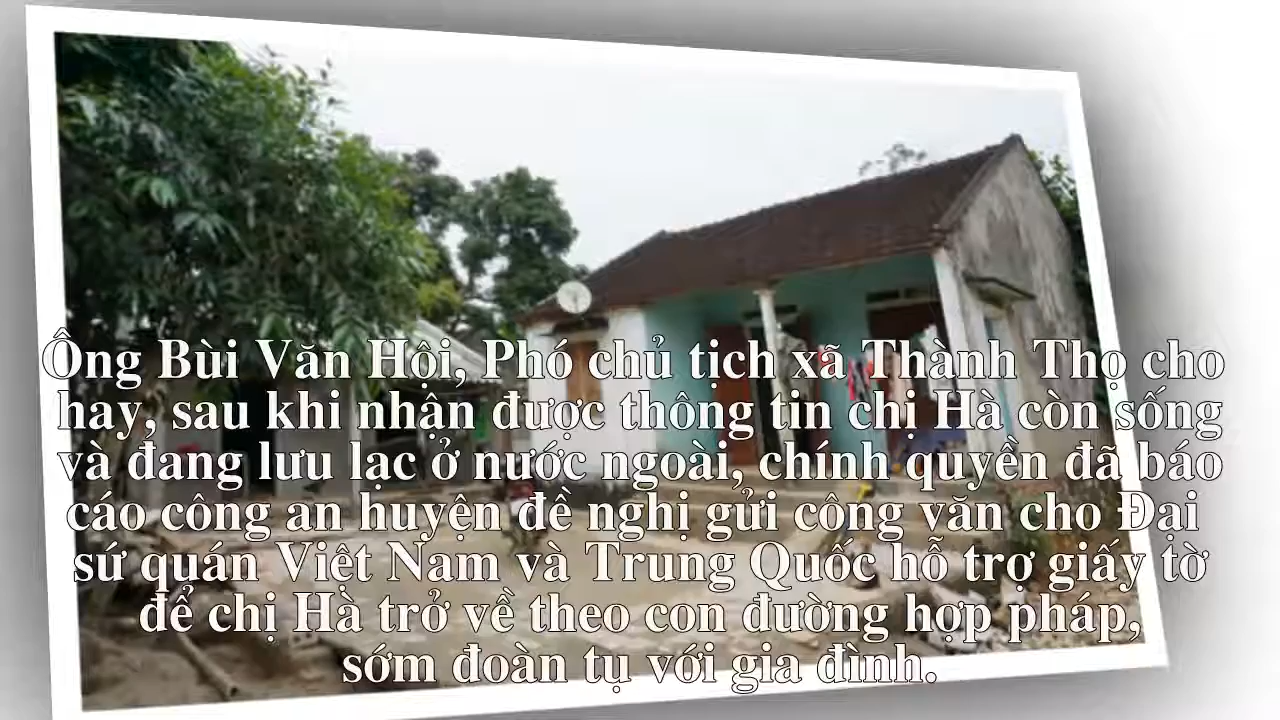 Ông Bùi Văn Hội, Phó chủ tịch xã Thành Thọ cho
hay, sau khi nhận được thông tin chị Hà còn sống
và đang lưu lạc ở nước ngoài, chính quyền đã báo
cáo công an huyện đề nghị gửi công văn cho Đại
sứ quán Việt Nam và Trung Quốc hỗ trợ giấy tờ
để chị Hà trở về theo con đường hợp pháp,
sớm đoàn tụ với gia đình.